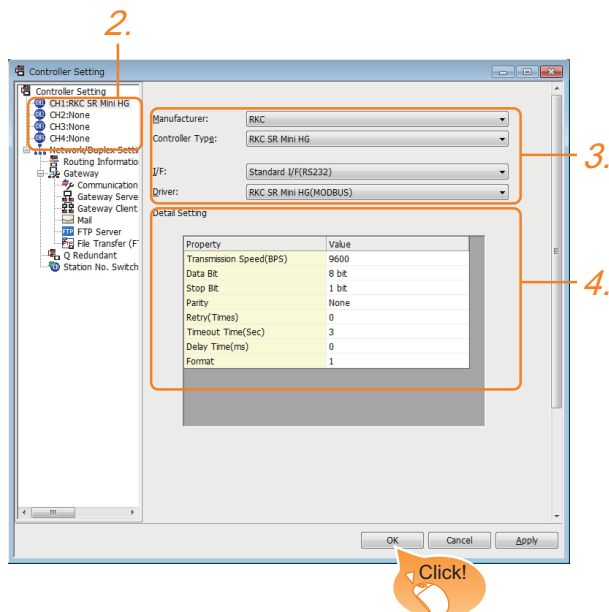 2.
Controller Setting
Controller Setting
CH1:RKC SR Mini HG
CH2:None
CH3:None
CH4:None
Network/Duplex Setti
Routing Informatio
Gateway
Communication
Gateway Serve
Gateway Client
Mail
FTP Server
File Transfer (FT
Q Redundant
Station No. Switch
Manufacturer: RKC
Controller Type: RKC SR Mini HG
I/F: Standard I/F(RS232)
Driver: RKC SR Mini HG(MODBUS)
3.
Detail Setting
Property Value
Transmission Speed(BPS) 9600
Data Bit 8 bit
Stop Bit 1 bit
Parity None
Retry(Times) 0
Timeout Time(Sec) 3
Delay Time(ms) 0
Format 1
4.
OK Cancel Apply
Click!